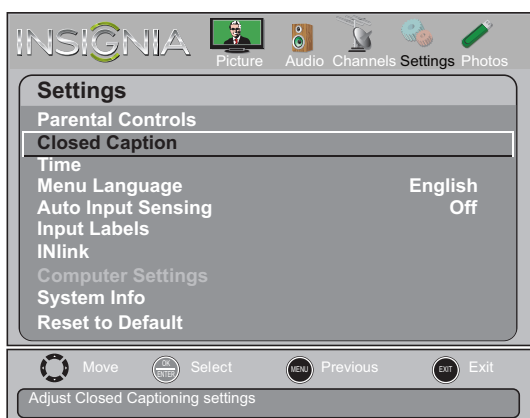 INSIGNIA
Picture Audio Channels Settings Photos
Settings
Parental Controls
Closed Caption
Time
Menu Language English
Auto Input Sensing Off
Input Labels
INlink
Computer Settings
System Info
Reset to Default
Move OK ENTER Select MENU Previous EXIT Exit
Adjust Closed Captioning settings